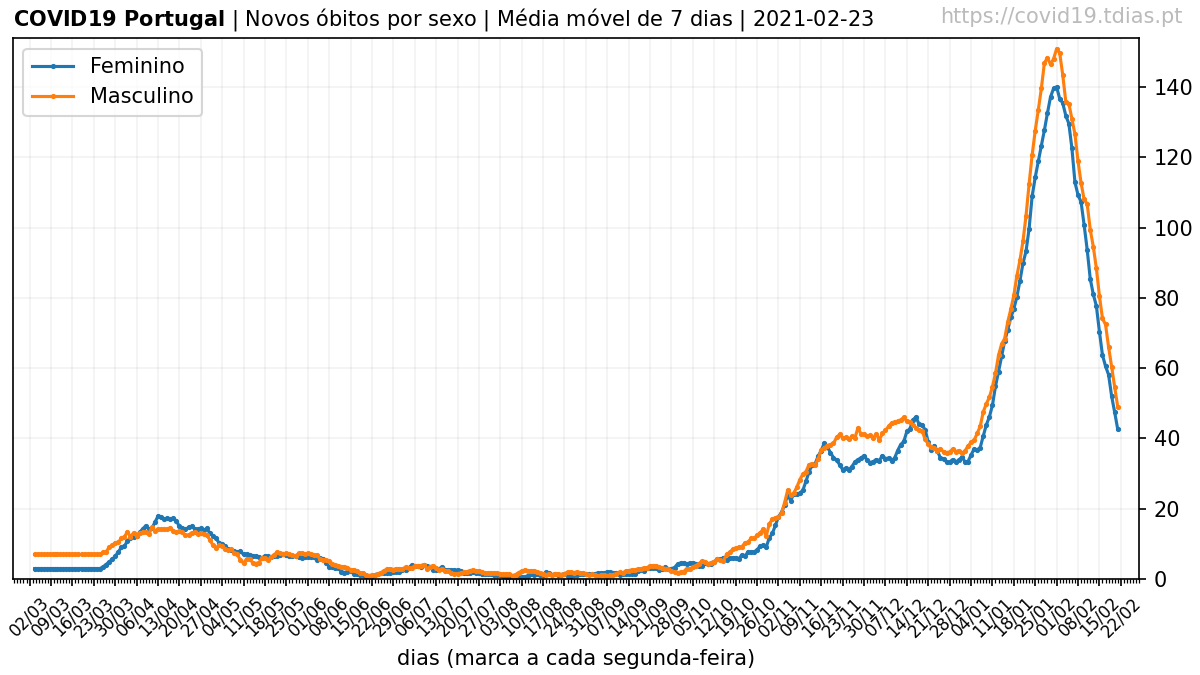 COVID19 Portugal | Novos óbitos por sexo | Média móvel de 7 dias | 2021-02-23
https://covid19.tdias.pt
Feminino
Masculino
140
120
100
80
60
40
20
0
02/03 09/03 16/03 23/03 30/03 06/04 13/04 20/04 27/04 04/05 11/05 18/05 25/05 01/06 08/06 15/06 22/06 29/06 06/07 13/07 20/07 27/07 03/08 10/08 17/08 24/08 31/08 07/09 14/09 21/09 28/09 05/10 12/10 19/10 26/10 02/11 09/11 16/11 23/11 30/11 07/12 14/12 21/12 28/12 04/01 11/01 18/01 25/01 01/02 08/02 15/02 22/02
dias (marca a cada segunda-feira)